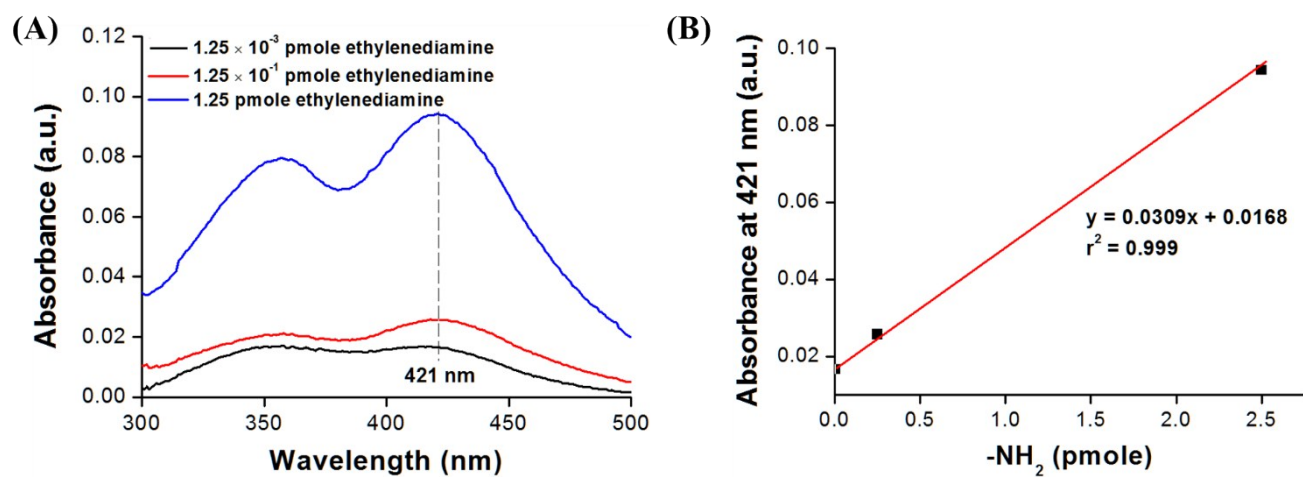 (A)
0.12
0.10
0.08
0.06
0.04
0.02
0.00
Absorbance (a.u.)
1.25 × 10⁻³ pmole ethylenediamine
1.25 × 10⁻¹ pmole ethylenediamine
1.25 pmole ethylenediamine
421 nm
300 350 400 450 500
Wavelength (nm)
(B)
0.10
0.08
0.06
0.04
0.02
Absorbance at 421 nm (a.u.)
y = 0.0309x + 0.0168
r² = 0.999
0.0 0.5 1.0 1.5 2.0 2.5
-NH₂ (pmole)